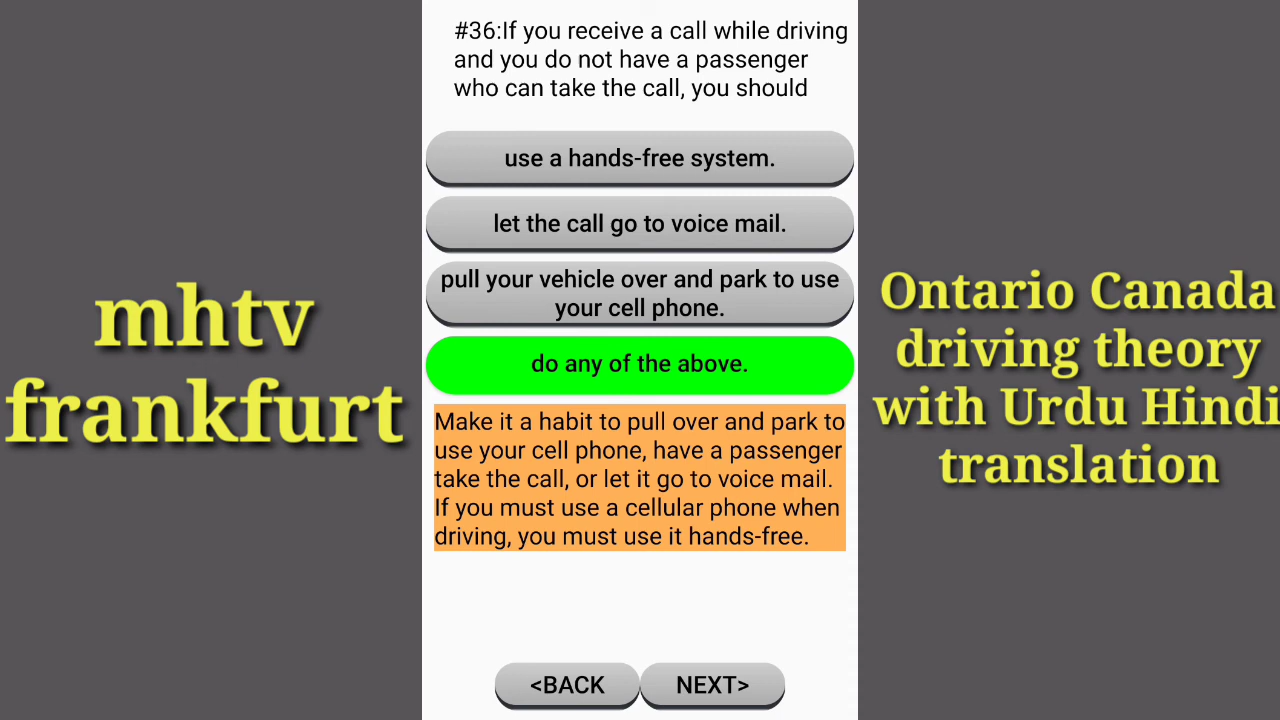 mhtv
frankfurt
#36:If you receive a call while driving
and you do not have a passenger
who can take the call, you should
use a hands-free system.
let the call go to voice mail.
pull your vehicle over and park to use
your cell phone.
do any of the above.
Make it a habit to pull over and park to
use your cell phone, have a passenger
take the call, or let it go to voice mail.
If you must use a cellular phone when
driving, you must use it hands-free.
<BACK
NEXT>
Ontario Canada
driving theory
with Urdu Hindi
translation